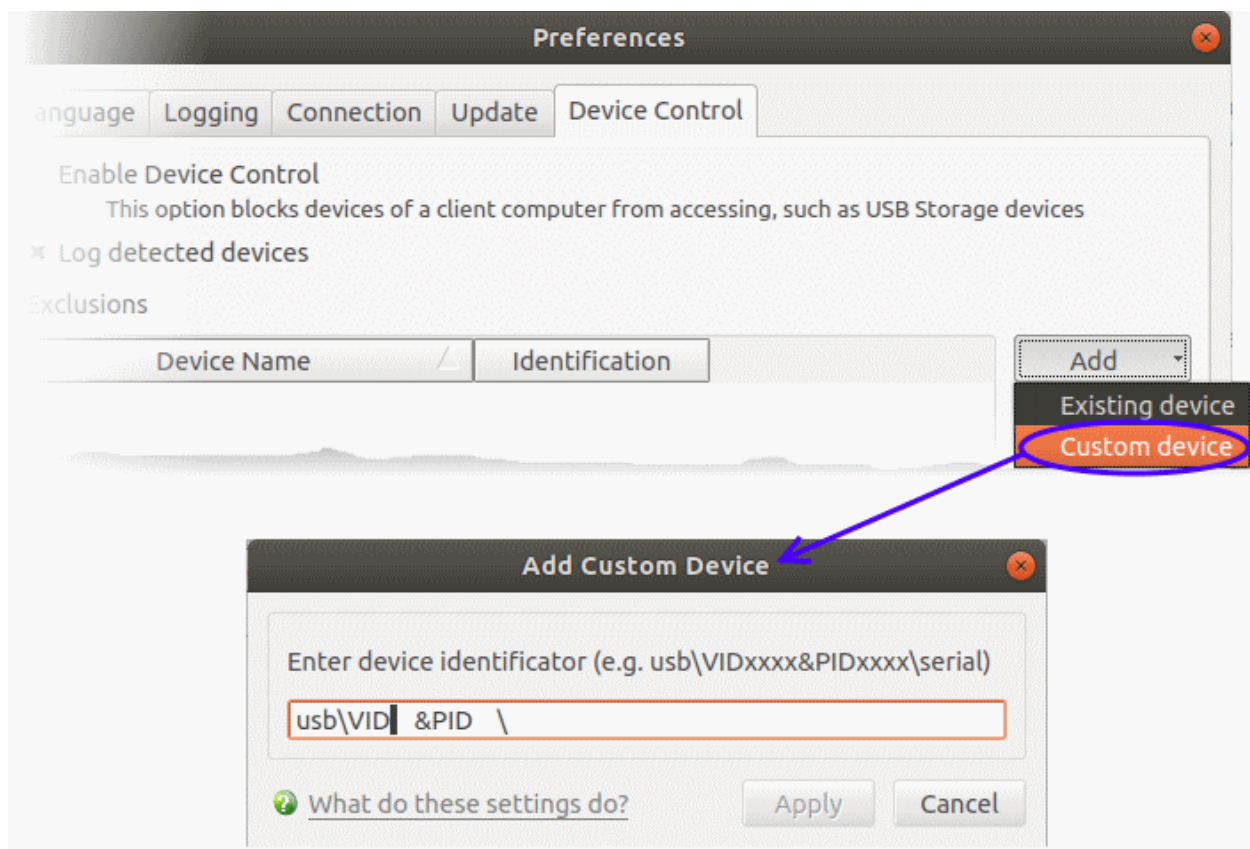 Preferences
anguage Logging Connection Update Device Control
Enable Device Control
This option blocks devices of a client computer from accessing, such as USB Storage devices
Log detected devices
Exclusions
Device Name Identification Add
Existing device
Custom device
Add Custom Device
Enter device identificator (e.g. usb\VIDxxxx&PIDxxxx\serial)
usb\VID &PID \
What do these settings do? Apply Cancel